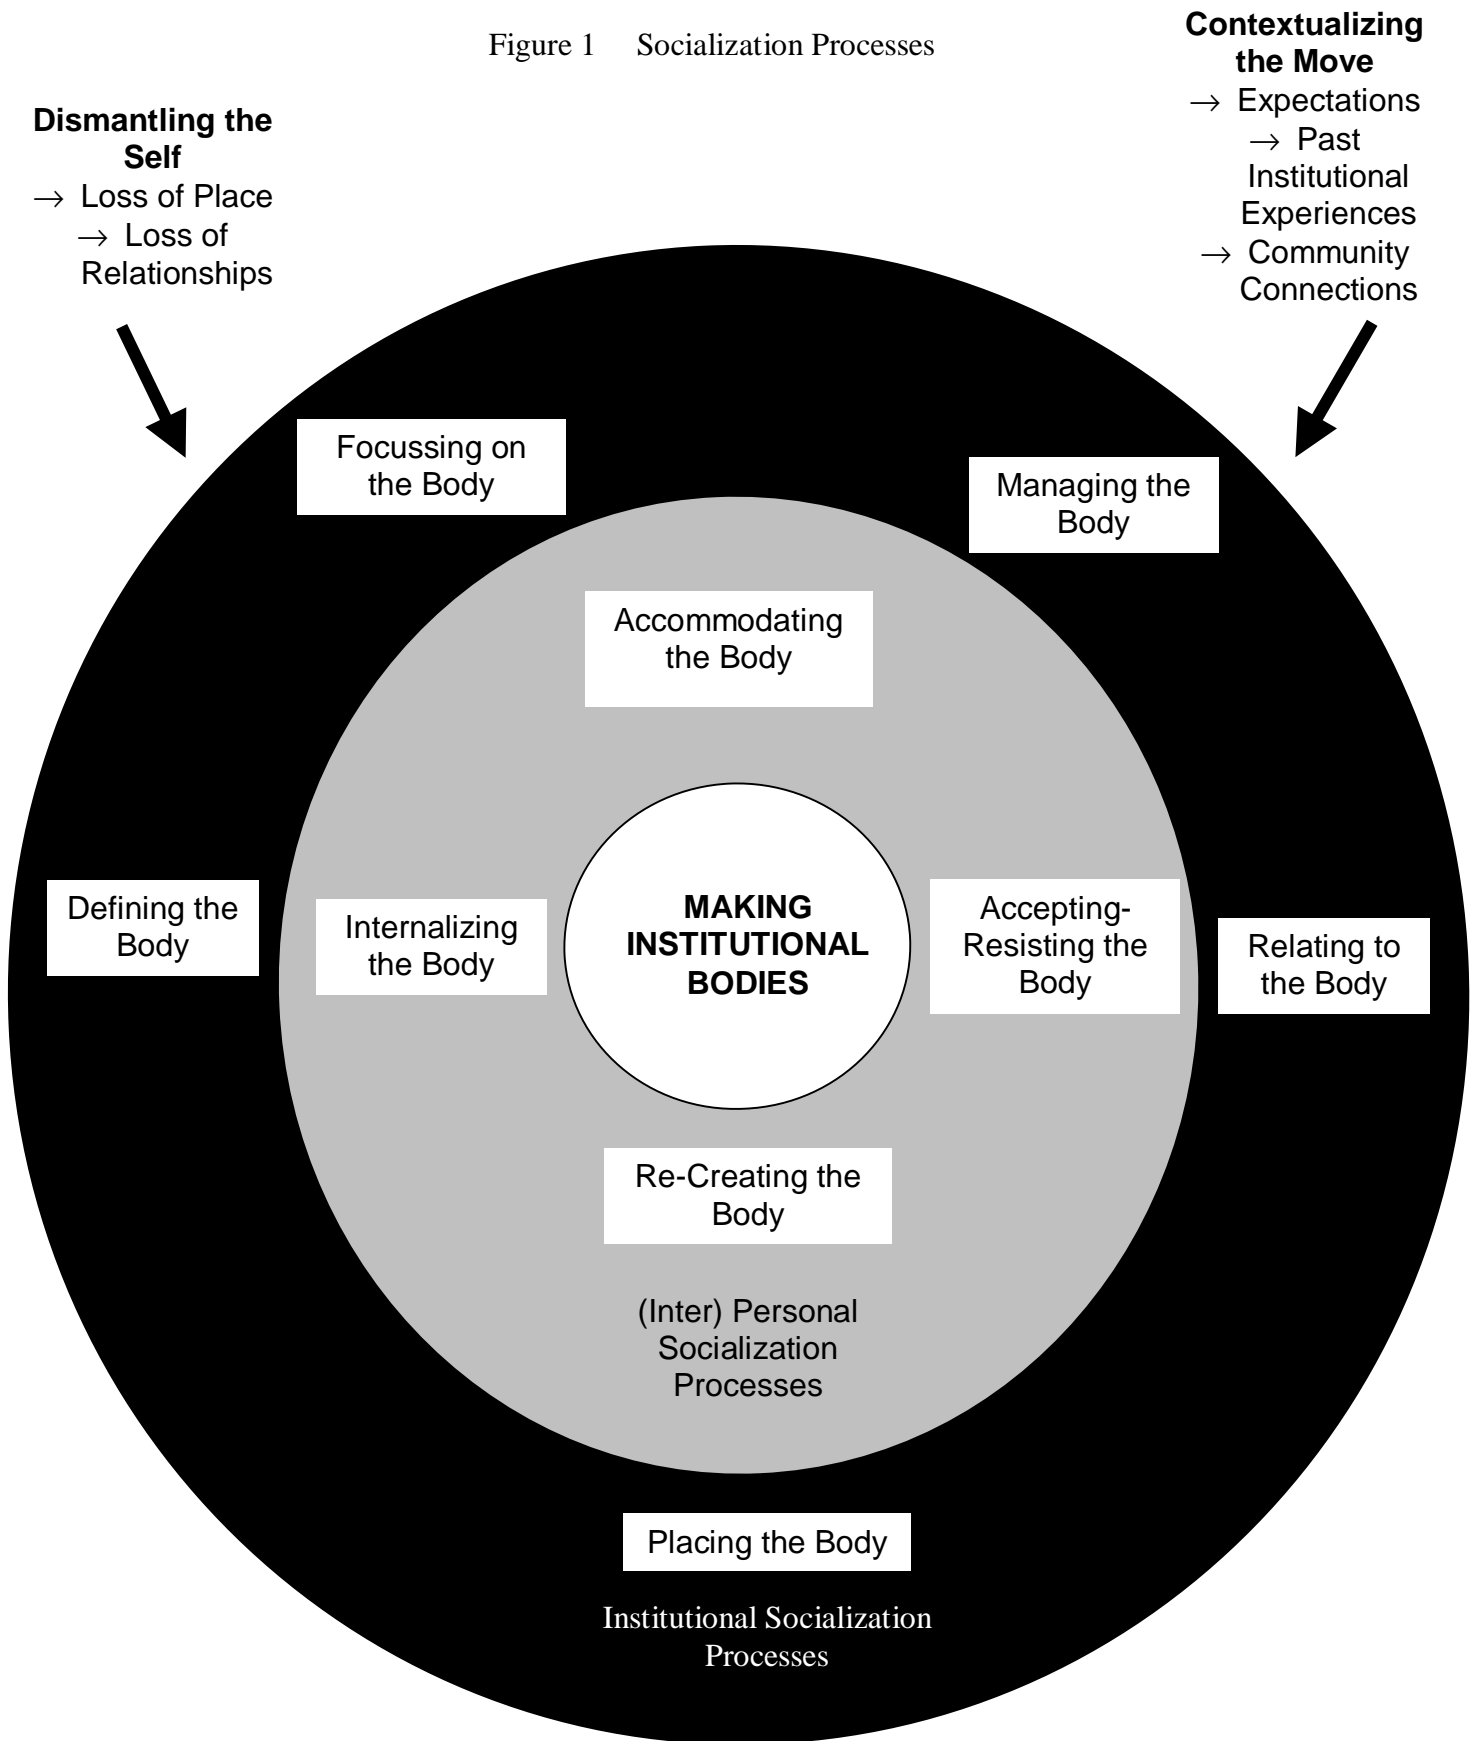 Figure 1 Socialization Processes
Dismantling the
Self
→ Loss of Place
→ Loss of
Relationships
Contextualizing
the Move
→ Expectations
→ Past
Institutional
Experiences
→ Community
Connections
Focussing on
the Body
Managing the
Body
Accommodating
the Body
Defining the
Body
Internalizing
the Body
MAKING
INSTITUTIONAL
BODIES
Accepting-
Resisting the
Body
Relating to
the Body
Re-Creating the
Body
(Inter) Personal
Socialization
Processes
Placing the Body
Institutional Socialization
Processes